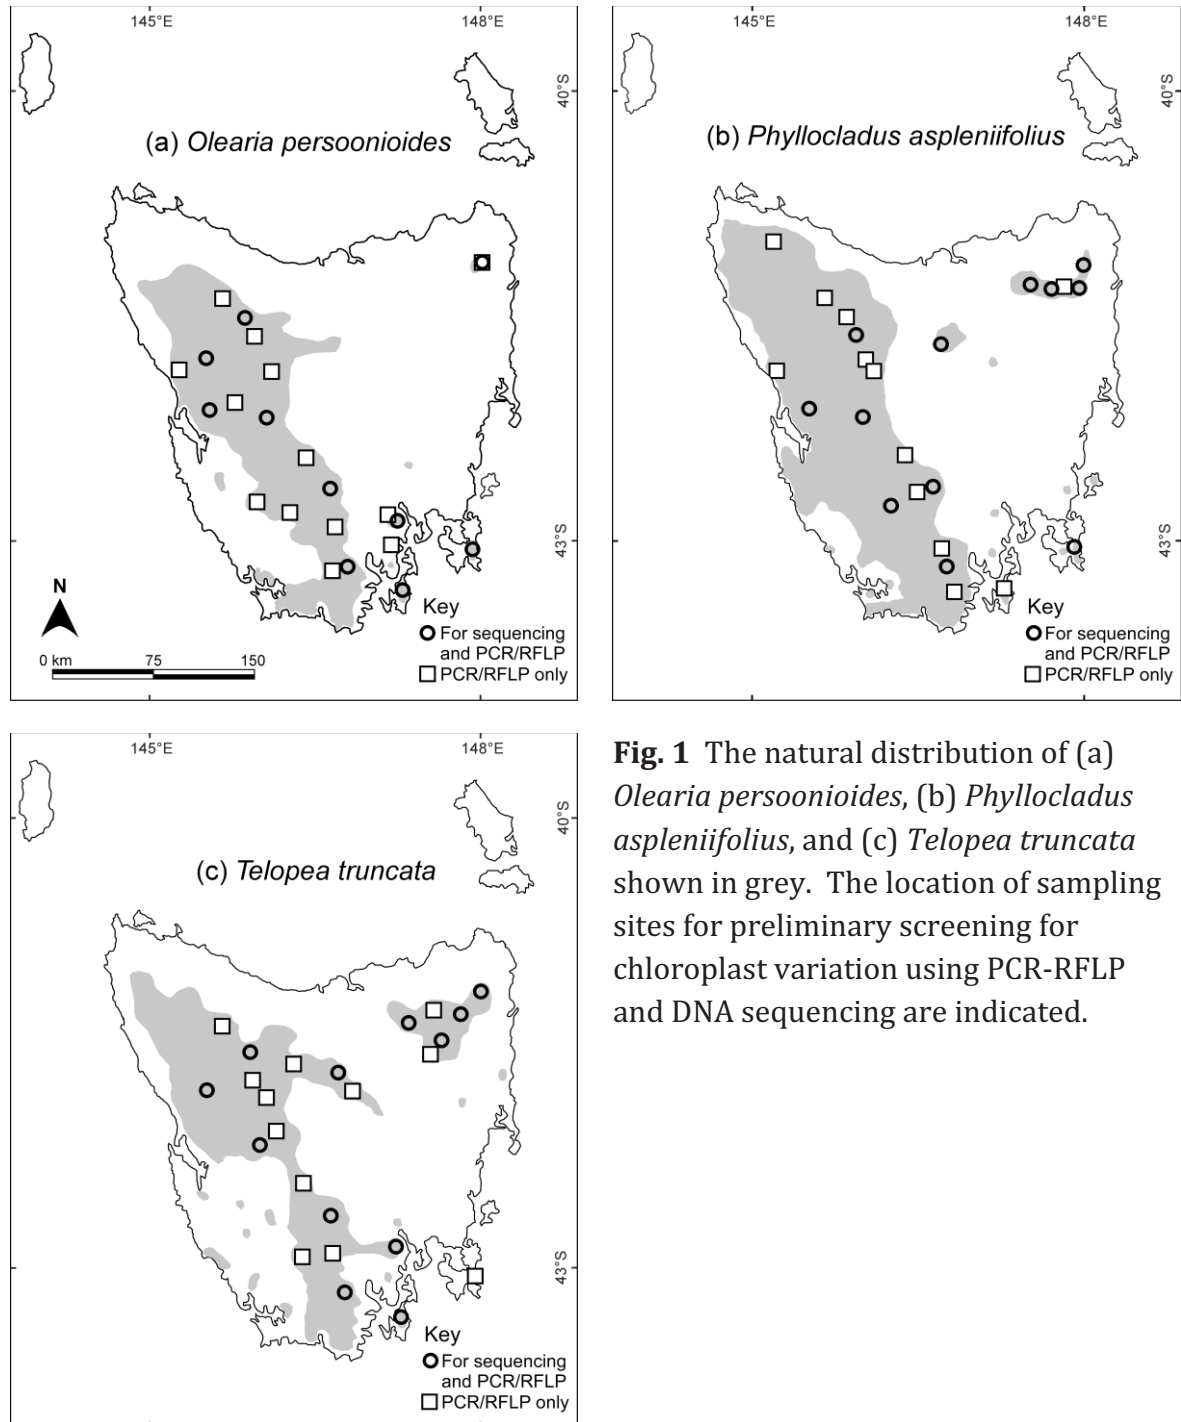 145°E
148°E
40°S
(a) Olearia persoonioides
43°S
N
0 km 75 150
Key
For sequencing
and PCR/RFLP
PCR/RFLP only
145°E
148°E
40°S
(b) Phyllocladus aspleniifolius
43°S
Key
For sequencing
and PCR/RFLP
PCR/RFLP only
145°E
148°E
40°S
(c) Telopea truncata
43°S
Key
For sequencing
and PCR/RFLP
PCR/RFLP only
Fig. 1 The natural distribution of (a)
Olearia persoonioides, (b) Phyllocladus
aspleniifolius, and (c) Telopea truncata
shown in grey. The location of sampling
sites for preliminary screening for
chloroplast variation using PCR-RFLP
and DNA sequencing are indicated.